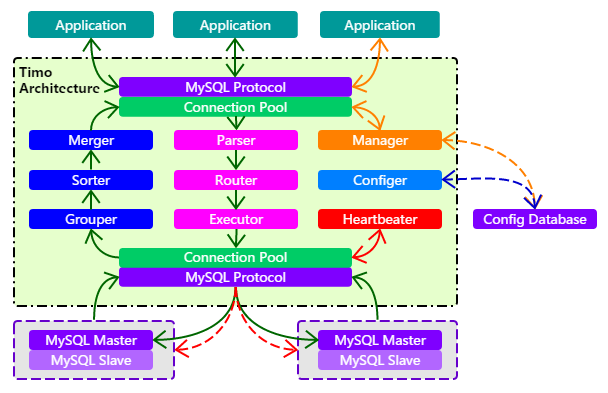 Application
Application
Application
Timo
Architecture
MySQL Protocol
Connection Pool
Merger
Parser
Manager
Sorter
Router
Configer
Grouper
Executor
Heartbeater
Config Database
Connection Pool
MySQL Protocol
MySQL Master
MySQL Slave
MySQL Master
MySQL Slave